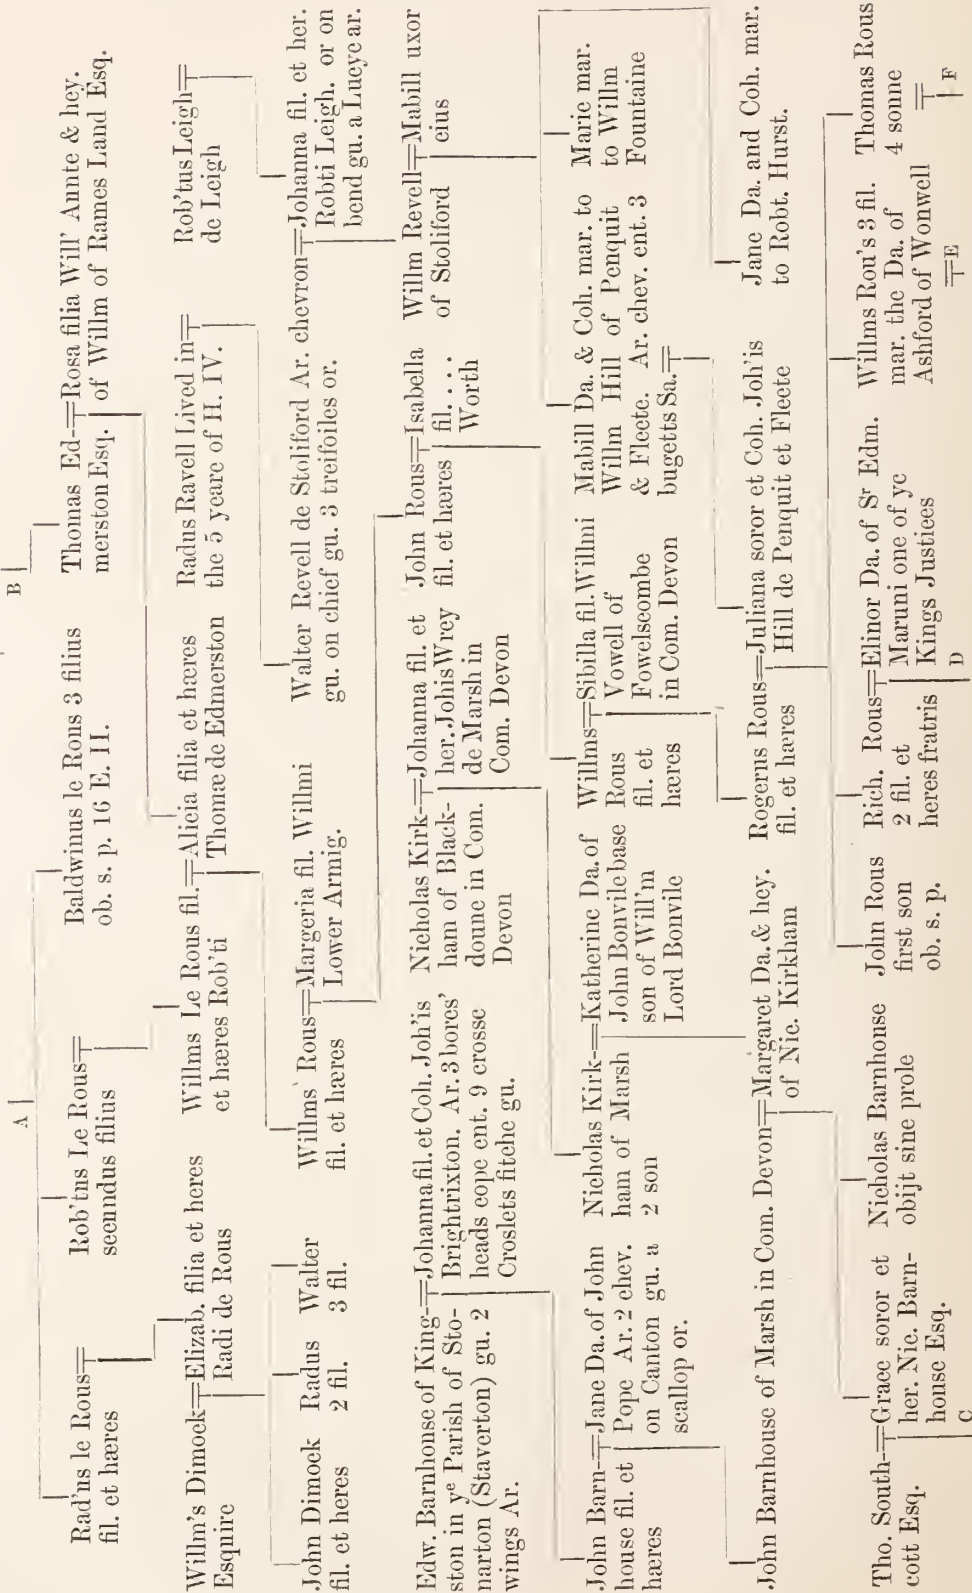 A
B
Rad'us le Rous
fil. et hæres
Rob'tus Le Rous
secundus filius
Baldwinus le Rous 3 filius
ob. s. p. 16 E. II.
Thomas Ed-
merston Esq.
Rosa filia Will' Annte & hey.
of Willm of Rames Land Esq.
Willm's Dimock
Esquire
Elizab. filia et heres
Radi de Rous
Willms Le Rous fil.
et hæres Rob'ti
Alicia filia et hæres
Thomæ de Edmerston
Radus Ravell Lived in
the 5 yeare of H. IV.
Rob'tus Leigh
de Leigh
John Dimock
fil. et heres
Radus
2 fil.
Walter
3 fil.
Willms Rous
fil. et hæres
Margeria fil. Willmi
Lower Armig.
Walter Revell de Stoliford Ar. chevron
gu. on chief gu. 3 treifoiles or.
Johanna fil. et her.
Robti Leigh. or on
bend gu. a Lucye ar.
Edw. Barnhonse of King-
ston in yᵉ Parish of Sto-
narton (Staverton) gu. 2
wings Ar.
Johanna fil. et Coh. Joh'is
Brightrixton. Ar. 3 bores'
heads cope ent. 9 crosse
Croslets fitche gu.
Nicholas Kirk-
ham of Black-
doune in Com.
Devon
Johanna fil. et
her. Johis Wrey
de Marsh in
Com. Devon
John Rous
fil. et hæres
Isabella
fil. . . .
Worth
Willm Revell
of Stoliford
Mabill uxor
eius
John Barn-
house fil. et
hæres
Jane Da. of John
Pope Ar. 2 chev.
on Canton gu. a
scallop or.
Nicholas Kirk-
ham of Marsh
2 son
Katherine Da. of
John Bonvile base
son of Will'm
Lord Bonvile
Willms
Rous
fil. et
hæres
Sibilla fil. Willmi
Vowell of
Fowelscombe
in Com. Devon
Mabill Da. & Coh. mar. to
Willm Hill of Penquit
& Fleete. Ar. chev. ent. 3
bugetts Sa.
Marie mar.
to Willm
Fountaine
John Barnhouse of Marsh in Com. Devon
Margaret Da. & hey.
of Nic. Kirkham
Rogerus Rous
fil. et hæres
Juliana soror et Coh. Joh'is
Hill de Penquit et Fleete
Jane Da. and Coh. mar.
to Robt. Hurst.
Tho. South-
cott Esq.
Grace soror et
her. Nic. Barn-
house Esq.
C
Nicholas Barnhouse
obijt sine prole
John Rous
first son
ob. s. p.
Rich. Rous
2 fil. et
heres fratris
Elinor Da. of Sʳ Edm.
Maruni one of ye
Kings Justices
D
Willms Rou's 3 fil.
mar. the Da. of
Ashford of Wonwell
E
Thomas Rous
4 sonne
F